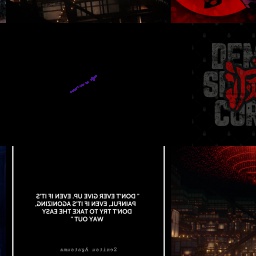 DEM
S
COR
" DON'T EVER GIVE UP. EVEN IF IT'S
PAINFUL, EVEN IF IT'S AGONIZING,
DON'T TRY TO TAKE THE EASY
WAY OUT "
Zenitsu Agatsuma